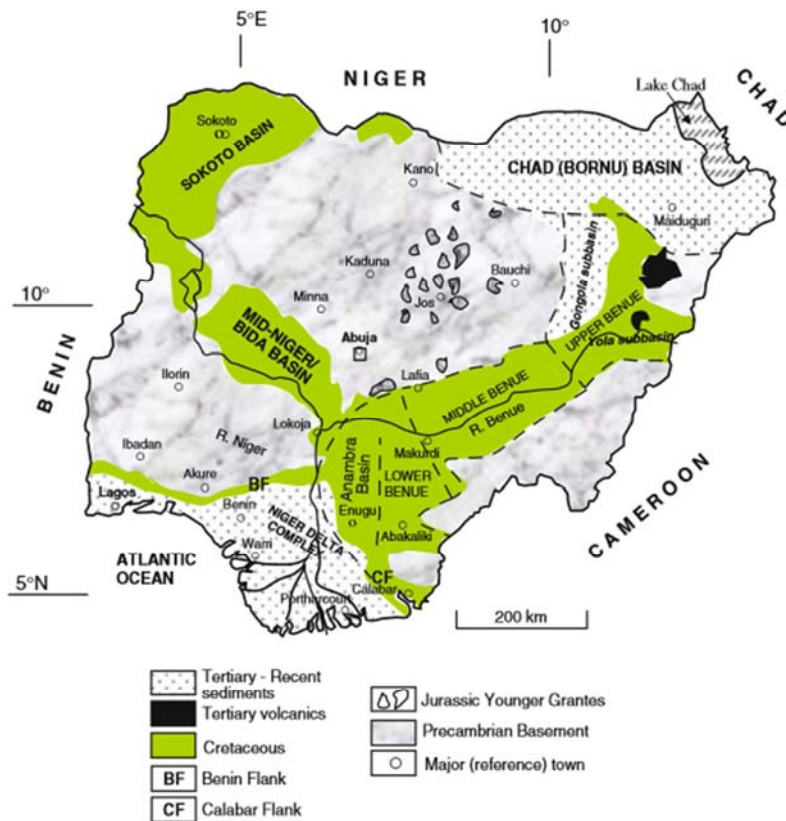 5°E
10°
NIGER
CHAD
Lake Chad
Sokoto
SOKOTO BASIN
Kano
CHAD (BORNU) BASIN
Maiduguri
Kaduna
Bauchi
Gongola subbasin
Minna
Jos
10°
MID-NIGER/
BIDA BASIN
Abuja
UPPER BENUE
Yola subbasin
BENIN
Ilorin
Lafia
MIDDLE BENUE
R. Benue
Lokoja
R. Niger
Makurdi
Ibadan
Anambra
Basin
LOWER
BENUE
Akure
BF
Lagos
Benin
Enugu
CAMEROON
NIGER DELTA
COMPLEX
Abakaliki
Warri
ATLANTIC
OCEAN
CF
Calabar
5°N
Portharcourt
200 km
Tertiary - Recent
sediments
Tertiary volcanics
Cretaceous
BF Benin Flank
CF Calabar Flank
Jurassic Younger Grantes
Precambrian Basement
Major (reference) town